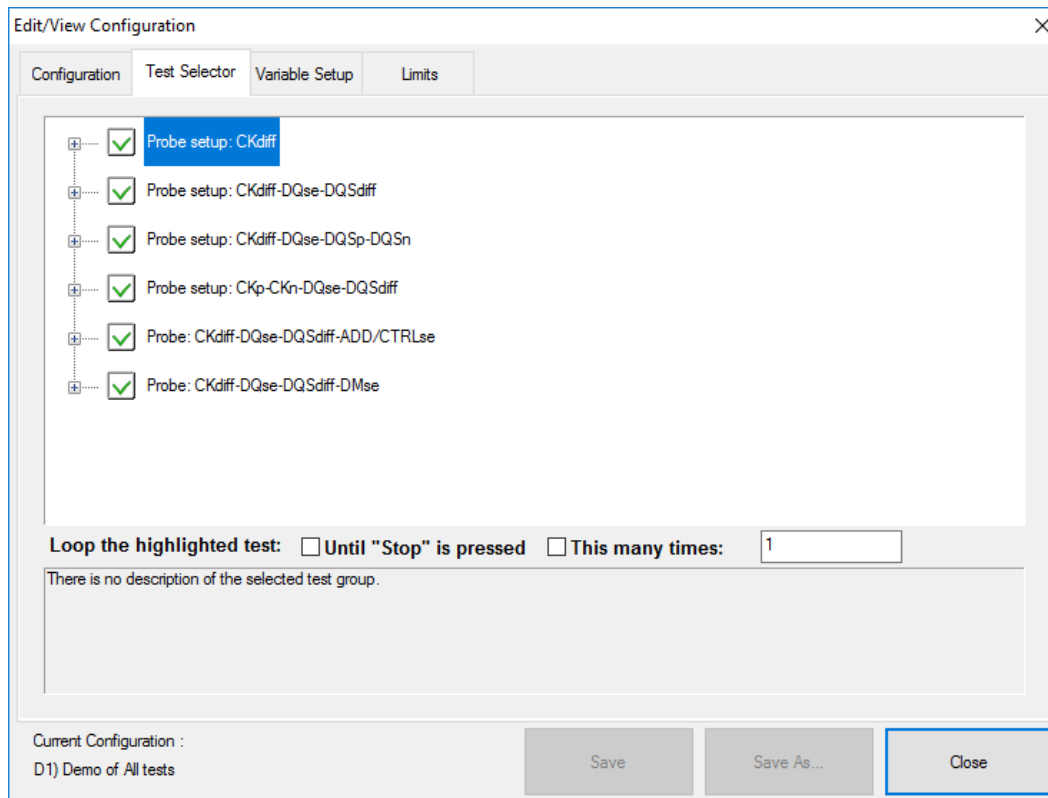 Edit/View Configuration
Configuration Test Selector Variable Setup Limits
Probe setup: CKdiff
Probe setup: CKdiff-DQse-DQSdiff
Probe setup: CKdiff-DQse-DQSp-DQSn
Probe setup: CKp-CKn-DQse-DQSdiff
Probe: CKdiff-DQse-DQSdiff-ADD/CTRLse
Probe: CKdiff-DQse-DQSdiff-DMse
Loop the highlighted test: Until "Stop" is pressed This many times: 1
There is no description of the selected test group.
Current Configuration :
D1) Demo of All tests
Save Save As... Close